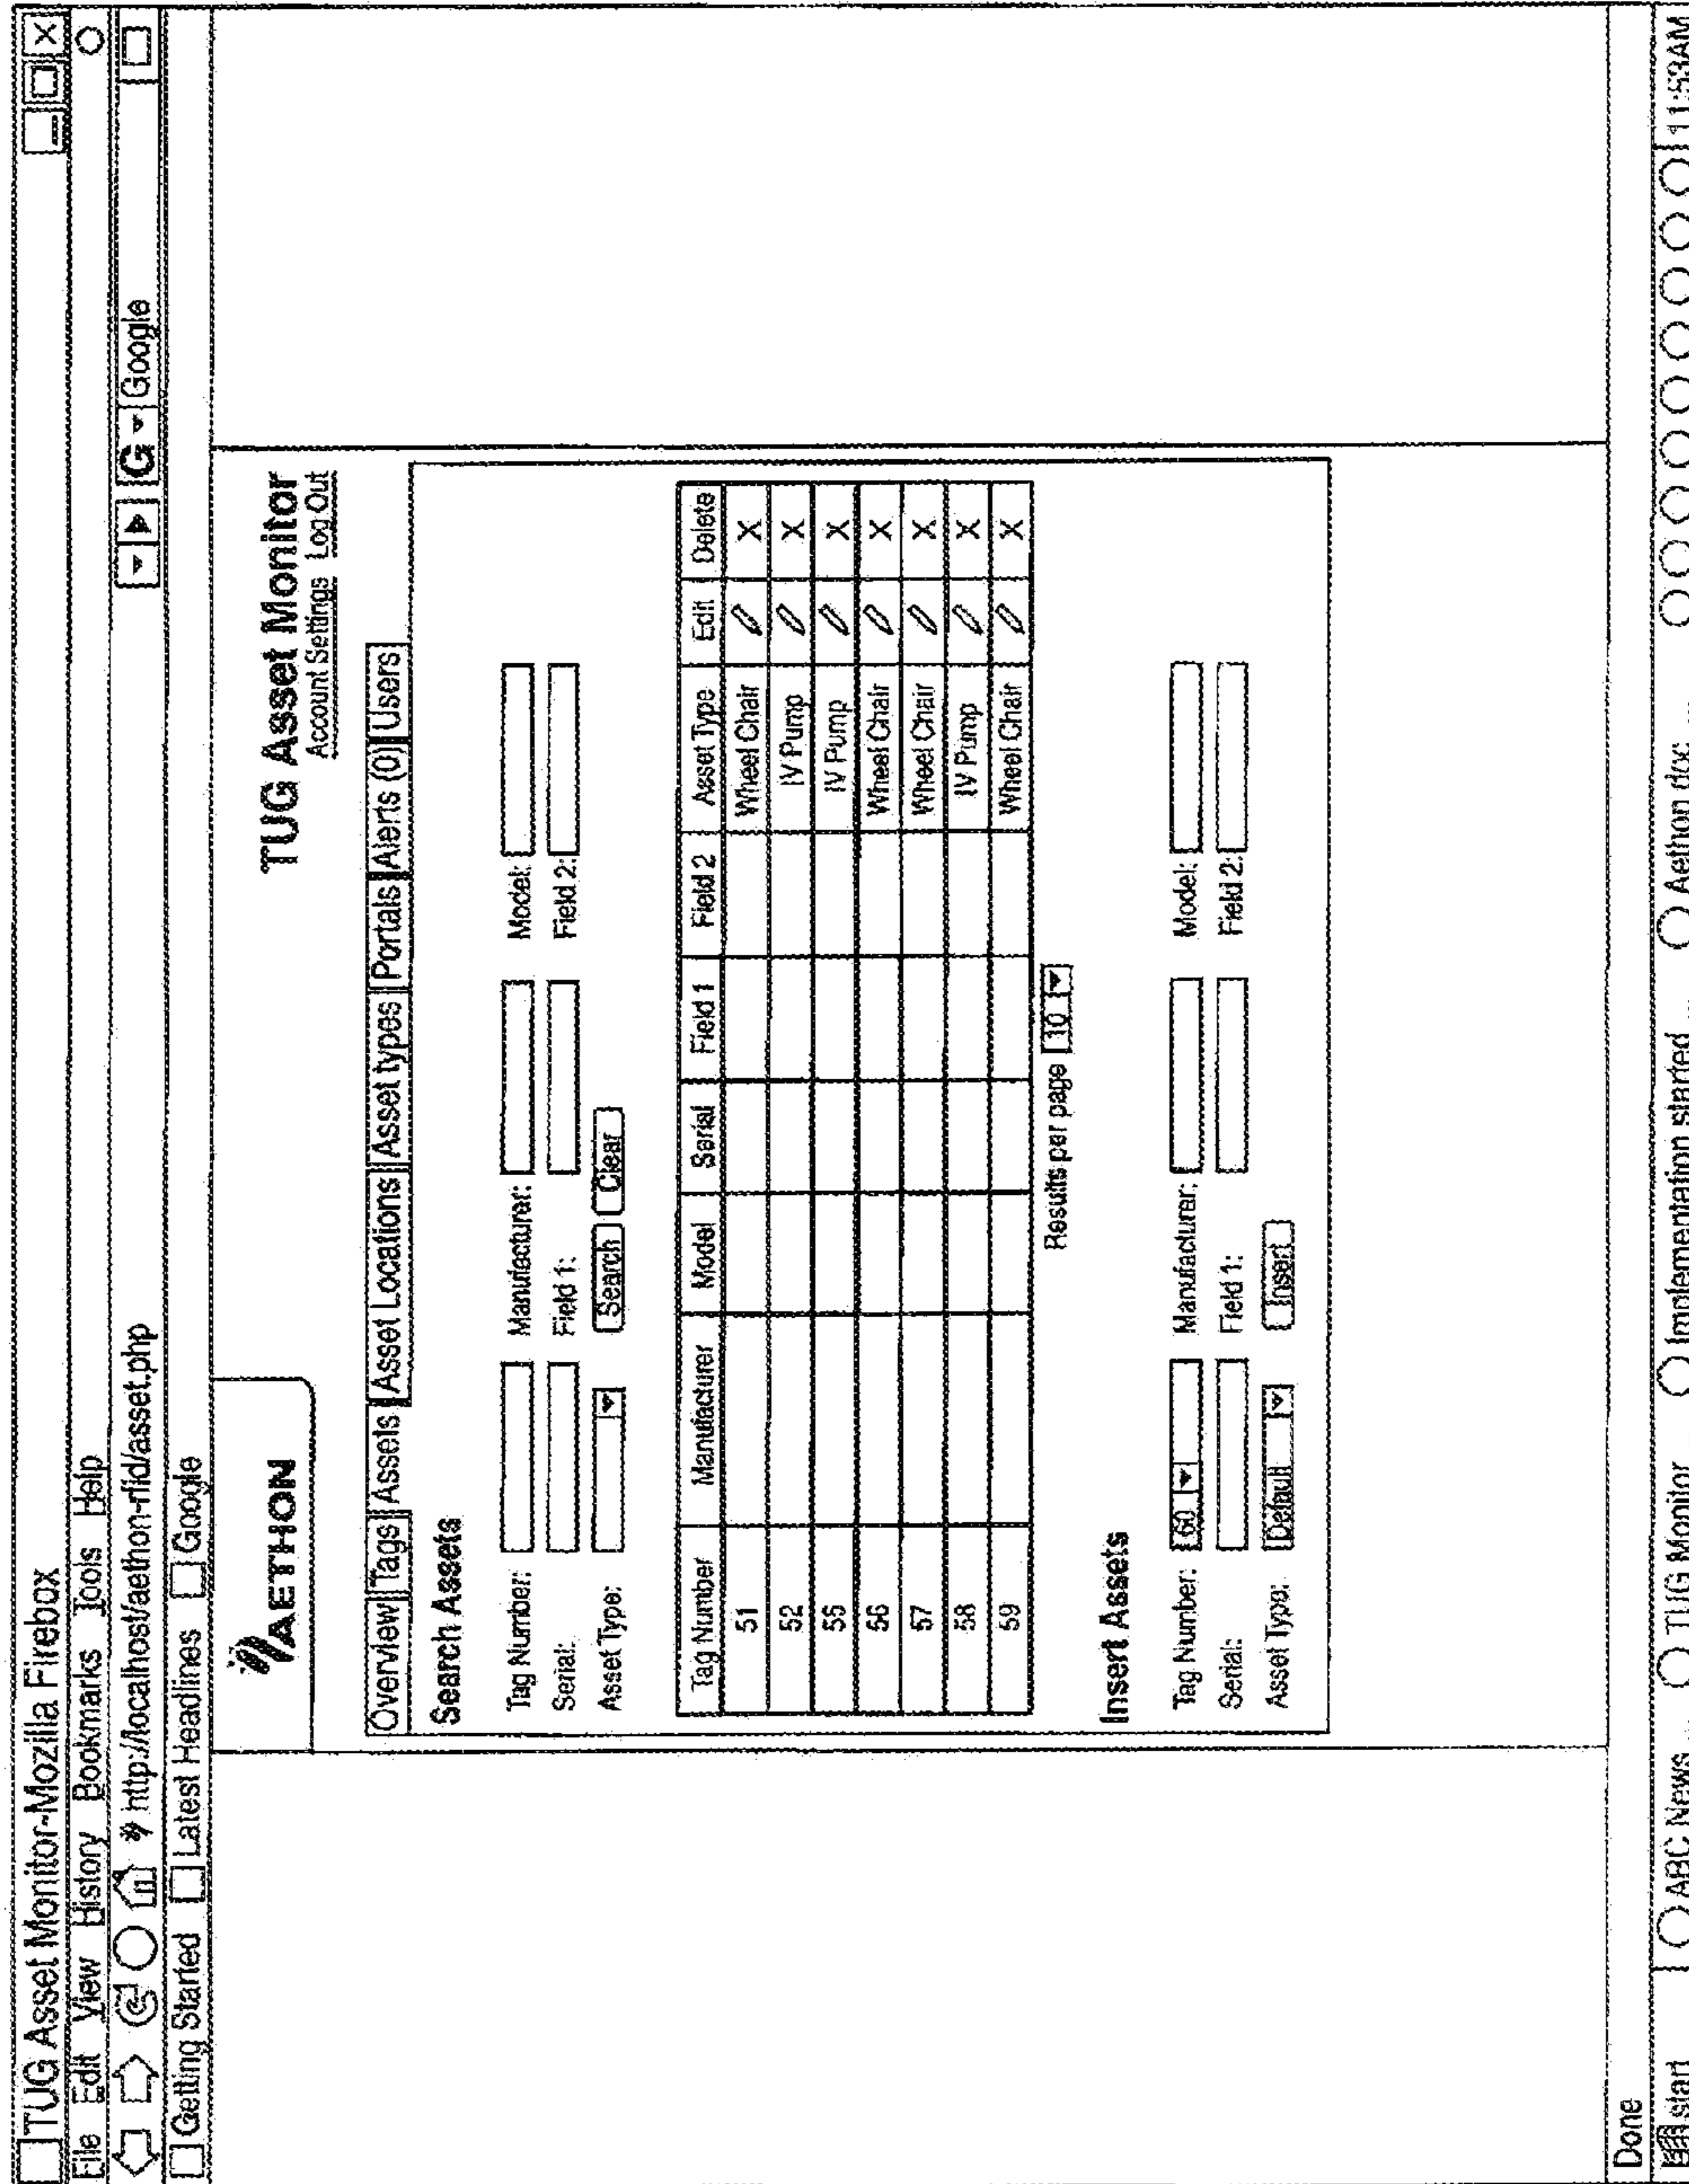 TUG Asset Monitor-Mozilla Firebox
File Edit View History Bookmarks Tools Help
http://localhost/aethon-rfid/asset.php G Google
Getting Started Latest Headlines Google
AETHON
TUG Asset Monitor
Account Settings Log Out
Overview Tags Assets Asset Locations Asset types Portals Alerts (0) Users
Search Assets
Tag Number: Manufacturer: Model:
Serial: Field 1: Field 2:
Asset Type: Search Clear
Tag Number Manufacturer Model Serial Field 1 Field 2 Asset Type Edit Delete
51 Wheel Chair X
52 IV Pump X
55 IV Pump X
56 Wheel Chair X
57 Wheel Chair X
58 IV Pump X
59 Wheel Chair X
Results per page 10
Insert Assets
Tag Number: 60 Manufacturer: Model:
Serial: Field 1: Field 2:
Asset Type: Default Insert
Done
start ABC News ... TUG Monitor ... Implementation started ... Aethon doc ... 11:53AM